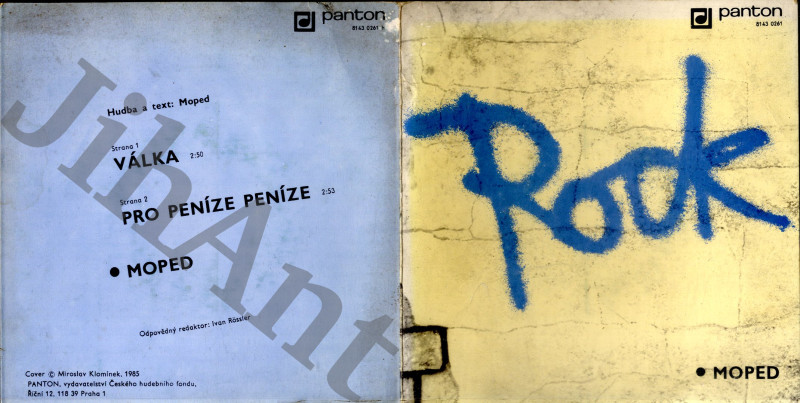 panton
8143 0261 h
Hudba a text: Moped
Strana 1
VÁLKA 2:50
Strana 2
PRO PENÍZE PENÍZE 2:53
● MOPED
Odpovědný redaktor: Ivan Rössler
Cover © Miroslav Klomínek, 1985
PANTON, vydavatelství Českého hudebního fondu,
Říční 12, 118 39 Praha 1
JihAnt
panton
8143 0261
Rock
● MOPED